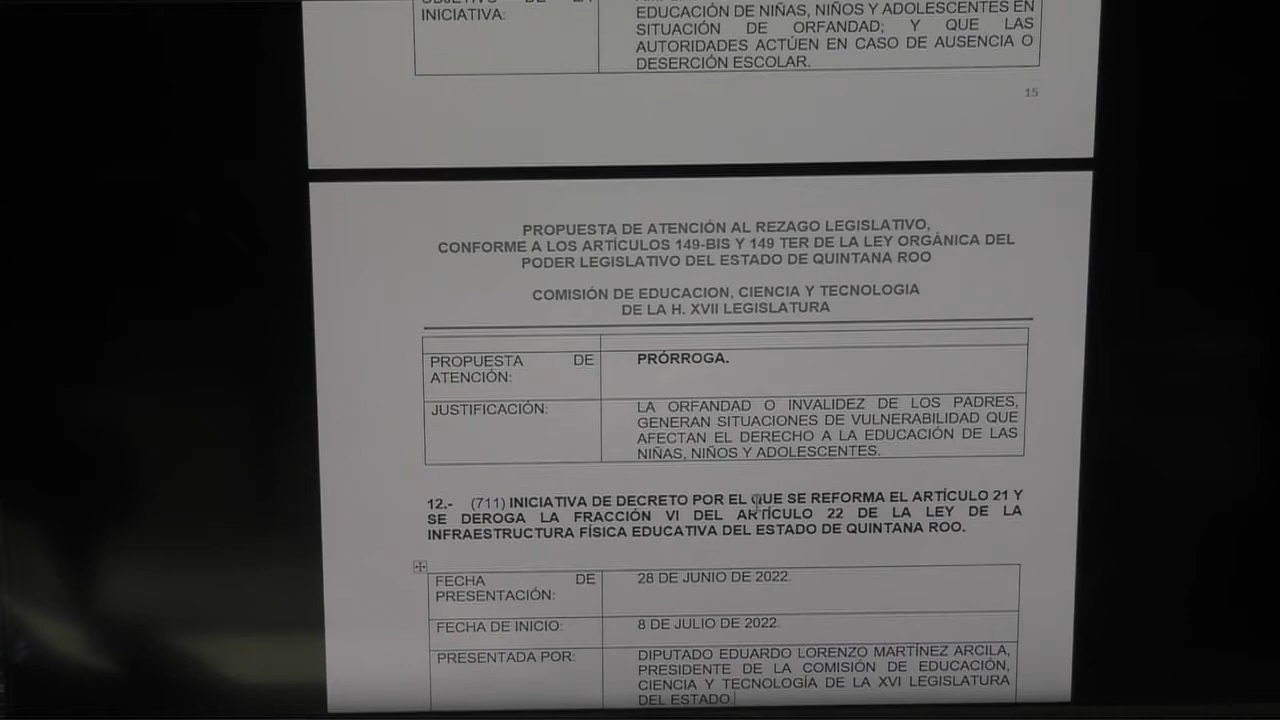 OBJETIVO DE LA
INICIATIVA:
EDUCACIÓN DE NIÑAS, NIÑOS Y ADOLESCENTES EN
SITUACIÓN DE ORFANDAD; Y QUE LAS
AUTORIDADES ACTÚEN EN CASO DE AUSENCIA O
DESERCIÓN ESCOLAR.
15
PROPUESTA DE ATENCIÓN AL REZAGO LEGISLATIVO,
CONFORME A LOS ARTÍCULOS 149-BIS Y 149 TER DE LA LEY ORGÁNICA DEL
PODER LEGISLATIVO DEL ESTADO DE QUINTANA ROO
COMISIÓN DE EDUCACION, CIENCIA Y TECNOLOGIA
DE LA H. XVII LEGISLATURA
PROPUESTA DE
ATENCIÓN:
PRÓRROGA.
JUSTIFICACIÓN:
LA ORFANDAD O INVALIDEZ DE LOS PADRES,
GENERAN SITUACIONES DE VULNERABILIDAD QUE
AFECTAN EL DERECHO A LA EDUCACIÓN DE LAS
NIÑAS, NIÑOS Y ADOLESCENTES.
12.- (711) INICIATIVA DE DECRETO POR EL QUE SE REFORMA EL ARTÍCULO 21 Y
SE DEROGA LA FRACCIÓN VI DEL ARTÍCULO 22 DE LA LEY DE LA
INFRAESTRUCTURA FÍSICA EDUCATIVA DEL ESTADO DE QUINTANA ROO.
FECHA DE
PRESENTACIÓN:
28 DE JUNIO DE 2022.
FECHA DE INICIO:
8 DE JULIO DE 2022.
PRESENTADA POR:
DIPUTADO EDUARDO LORENZO MARTÍNEZ ARCILA,
PRESIDENTE DE LA COMISIÓN DE EDUCACIÓN,
CIENCIA Y TECNOLOGÍA DE LA XVI LEGISLATURA
DEL ESTADO.